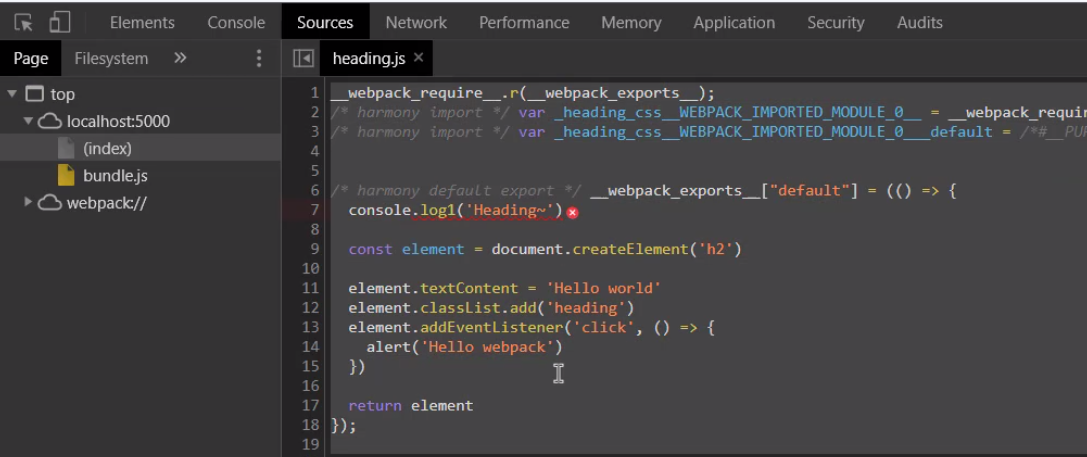 Elements Console Sources Network Performance Memory Application Security Audits
Page Filesystem » heading.js ×
top
localhost:5000
(index)
bundle.js
webpack://
1 __webpack_require__.r(__webpack_exports__);
2 /* harmony import */ var _heading_css__WEBPACK_IMPORTED_MODULE_0__ = __webpack_requir
3 /* harmony import */ var _heading_css__WEBPACK_IMPORTED_MODULE_0___default = /*#__PUR
4
5
6 /* harmony default export */ __webpack_exports__["default"] = (() => {
7 console.log1('Heading~')
8
9 const element = document.createElement('h2')
10
11 element.textContent = 'Hello world'
12 element.classList.add('heading')
13 element.addEventListener('click', () => {
14 alert('Hello webpack')
15 })
16
17 return element
18 });
19